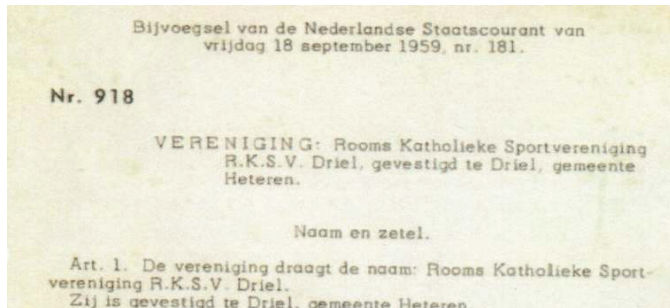 Bijvoegsel van de Nederlandse Staatscourant van
vrijdag 18 september 1959, nr. 181.
Nr. 918
VERENIGING: Rooms Katholieke Sportvereniging
R.K.S.V. Driel, gevestigd te Driel, gemeente
Heteren.
Naam en zetel.
Art. 1. De vereniging draagt de naam: Rooms Katholieke Sport-
vereniging R.K.S.V. Driel.
Zij is gevestigd te Driel, gemeente Heteren.